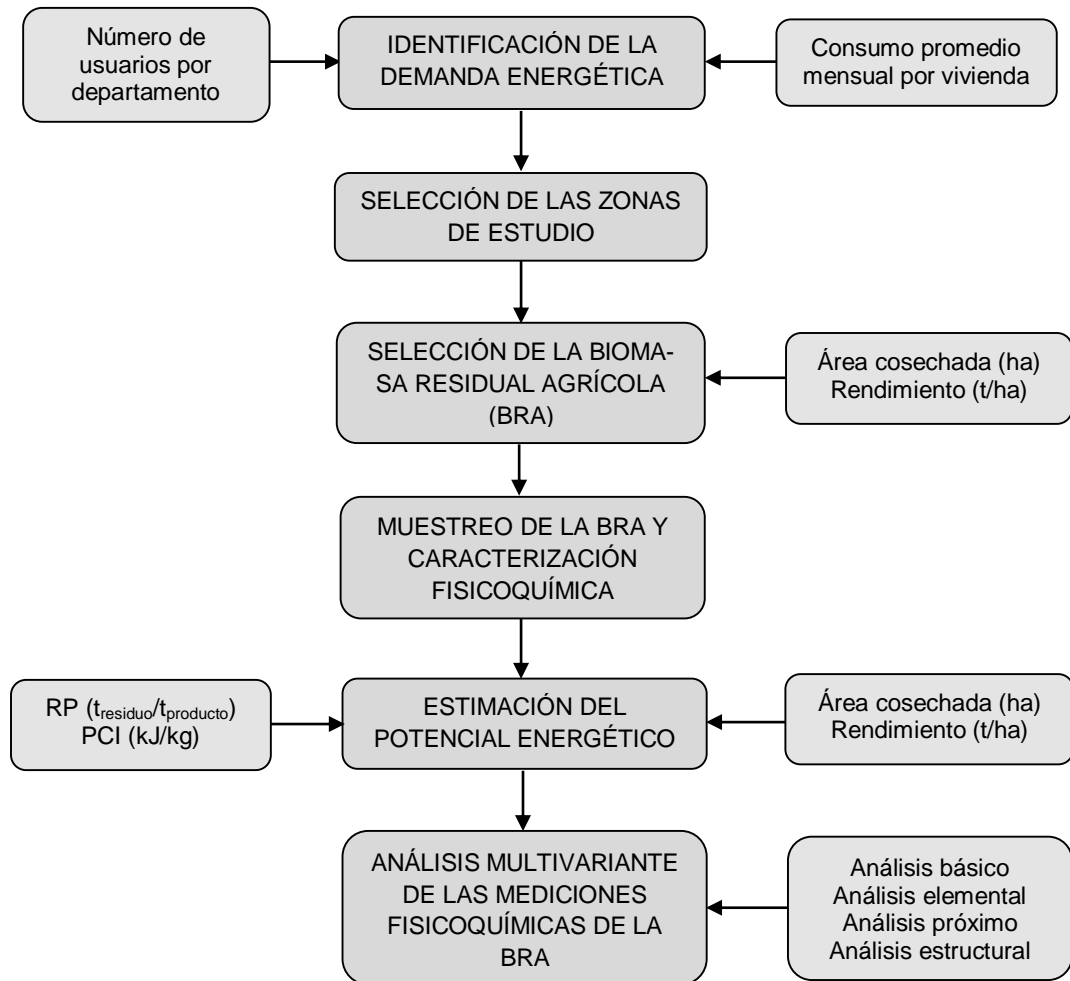 Número de
usuarios por
departamento
IDENTIFICACIÓN DE LA
DEMANDA ENERGÉTICA
Consumo promedio
mensual por vivienda
SELECCIÓN DE LAS ZONAS
DE ESTUDIO
SELECCIÓN DE LA BIOMA-
SA RESIDUAL AGRÍCOLA
(BRA)
Área cosechada (ha)
Rendimiento (t/ha)
MUESTREO DE LA BRA Y
CARACTERIZACIÓN
FISICOQUÍMICA
RP (tresiduo/tproducto)
PCI (kJ/kg)
ESTIMACIÓN DEL
POTENCIAL ENERGÉTICO
Área cosechada (ha)
Rendimiento (t/ha)
ANÁLISIS MULTIVARIANTE
DE LAS MEDICIONES
FISICOQUÍMICAS DE LA
BRA
Análisis básico
Análisis elemental
Análisis próximo
Análisis estructural